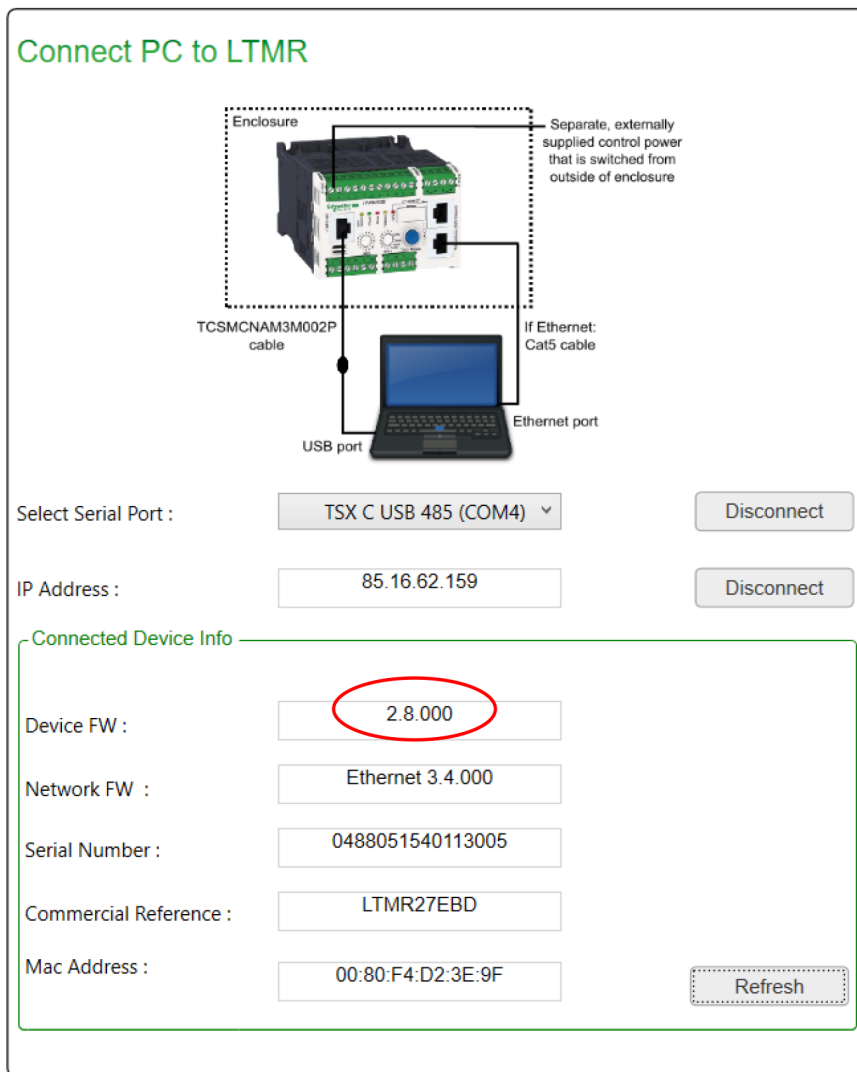 Connect PC to LTMR
Enclosure
Separate, externally
supplied control power
that is switched from
outside of enclosure
Schneider
TCSMCNAM3M002P
cable
If Ethernet:
Cat5 cable
Ethernet port
USB port
Select Serial Port :
TSX C USB 485 (COM4)
Disconnect
IP Address :
85.16.62.159
Disconnect
Connected Device Info
Device FW :
2.8.000
Network FW :
Ethernet 3.4.000
Serial Number :
0488051540113005
Commercial Reference :
LTMR27EBD
Mac Address :
00:80:F4:D2:3E:9F
Refresh